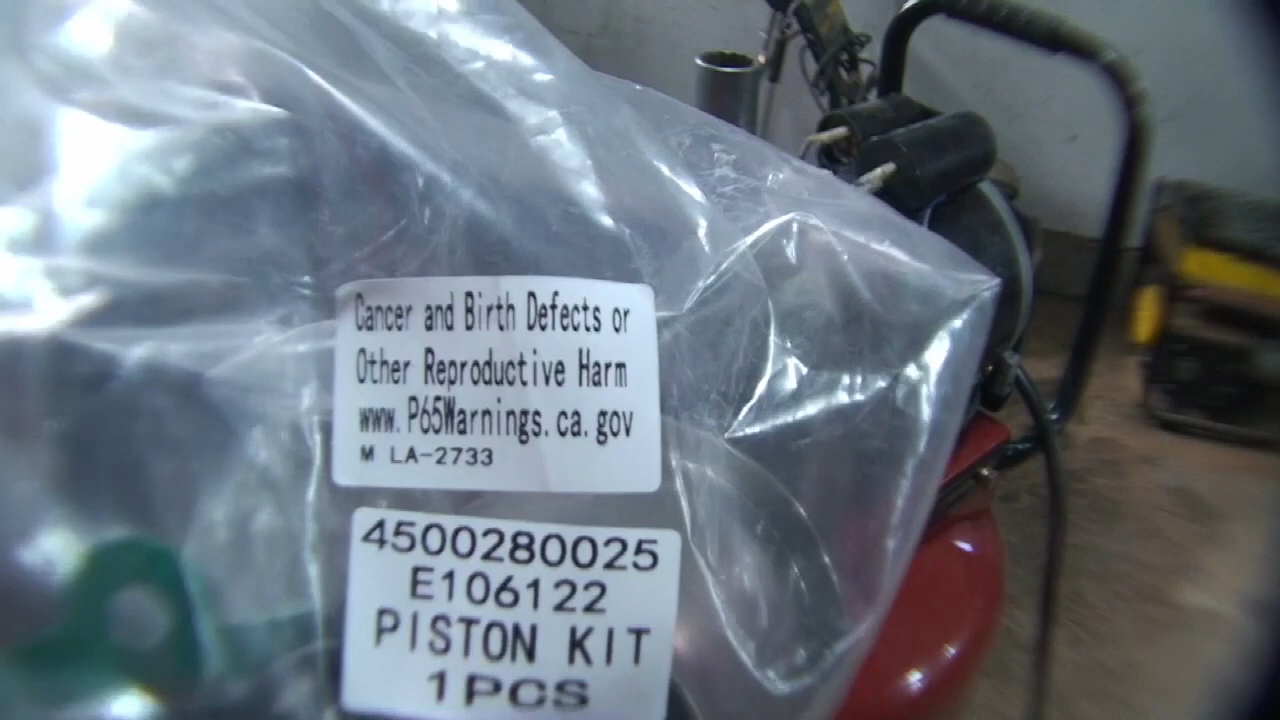 Cancer and Birth Defects or
Other Reproductive Harm
www.P65Warnings.ca.gov
M LA-2733
4500280025
E106122
PISTON KIT
1PCS